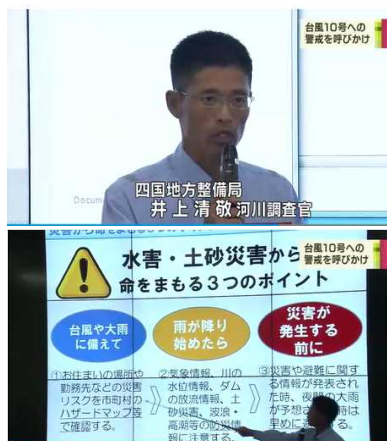 台風10号への
警戒を呼びかけ
Docum
四国地方整備局
井上清敬 河川調査官
台風10号への
警戒を呼びかけ
水害・土砂災害から
命をまもる３つのポイント
台風や大雨
に備えて
雨が降り
始めたら
災害が
発生する
前に
①お住まいの場所や
勤務先などの災害
リスクを市町村の
ハザードマップ等
で確認する。
②気象情報、川の
水位情報、ダム
の放流情報、土
砂災害、波浪・
高潮等の防災情
報に注意する。
③災害や避難に関す
る情報が発表され
た時、夜間の大雨
が予想され
時は
早めに
する。